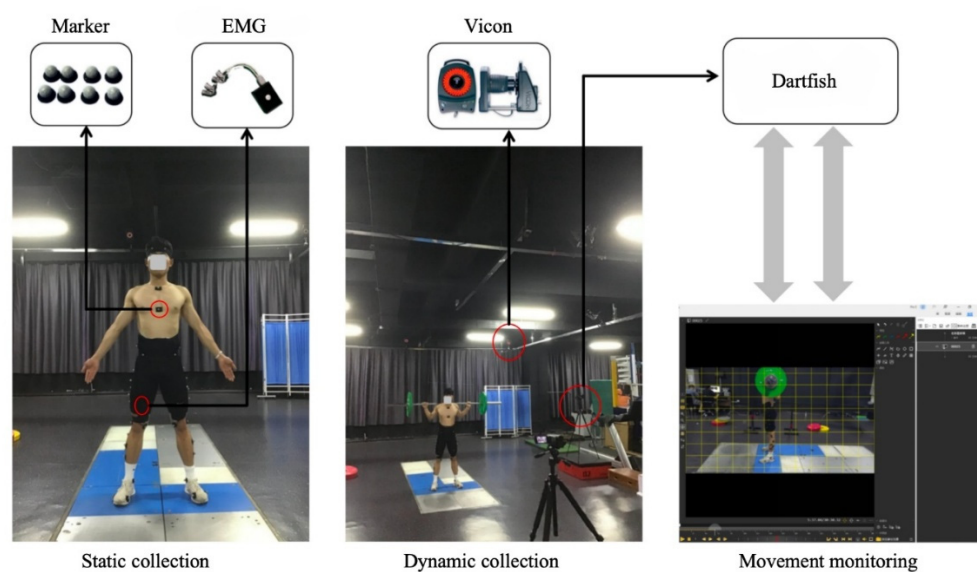 Marker
EMG
Vicon
Dartfish
Static collection
Dynamic collection
Movement monitoring